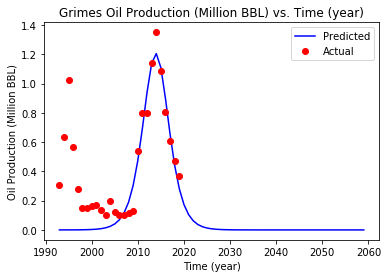 Grimes Oil Production (Million BBL) vs. Time (year)
1.4
1.2
1.0
0.8
0.6
0.4
0.2
0.0
Oil Production (Million BBL)
Predicted
Actual
1990 2000 2010 2020 2030 2040 2050 2060
Time (year)